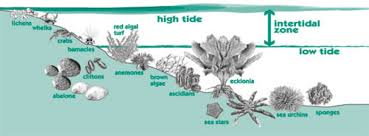 high tide
intertidal
zone
low tide
lichens
whelks
crabs
barnacles
red algal
turf
anemones
chitons
abalone
brown
algae
ascidians
ecklonia
sea stars
sea urchins
sponges